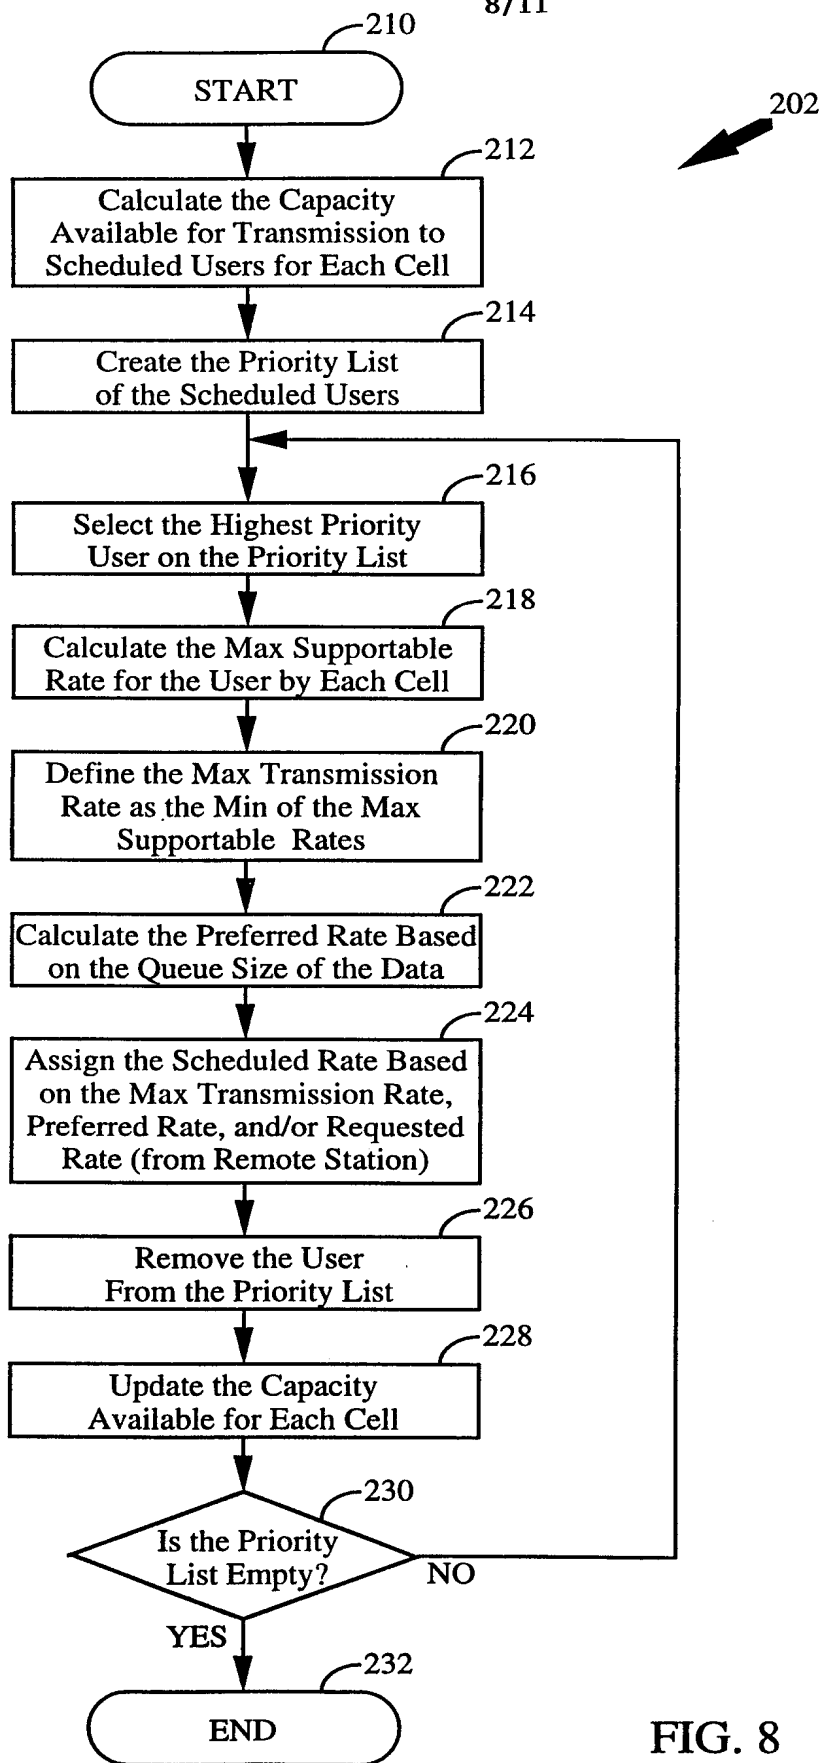 8/11
210
START
202
212
Calculate the Capacity
Available for Transmission to
Scheduled Users for Each Cell
214
Create the Priority List
of the Scheduled Users
216
Select the Highest Priority
User on the Priority List
218
Calculate the Max Supportable
Rate for the User by Each Cell
220
Define the Max Transmission
Rate as the Min of the Max
Supportable Rates
222
Calculate the Preferred Rate Based
on the Queue Size of the Data
224
Assign the Scheduled Rate Based
on the Max Transmission Rate,
Preferred Rate, and/or Requested
Rate (from Remote Station)
226
Remove the User
From the Priority List
228
Update the Capacity
Available for Each Cell
230
Is the Priority
List Empty?
NO
YES
232
END
FIG. 8